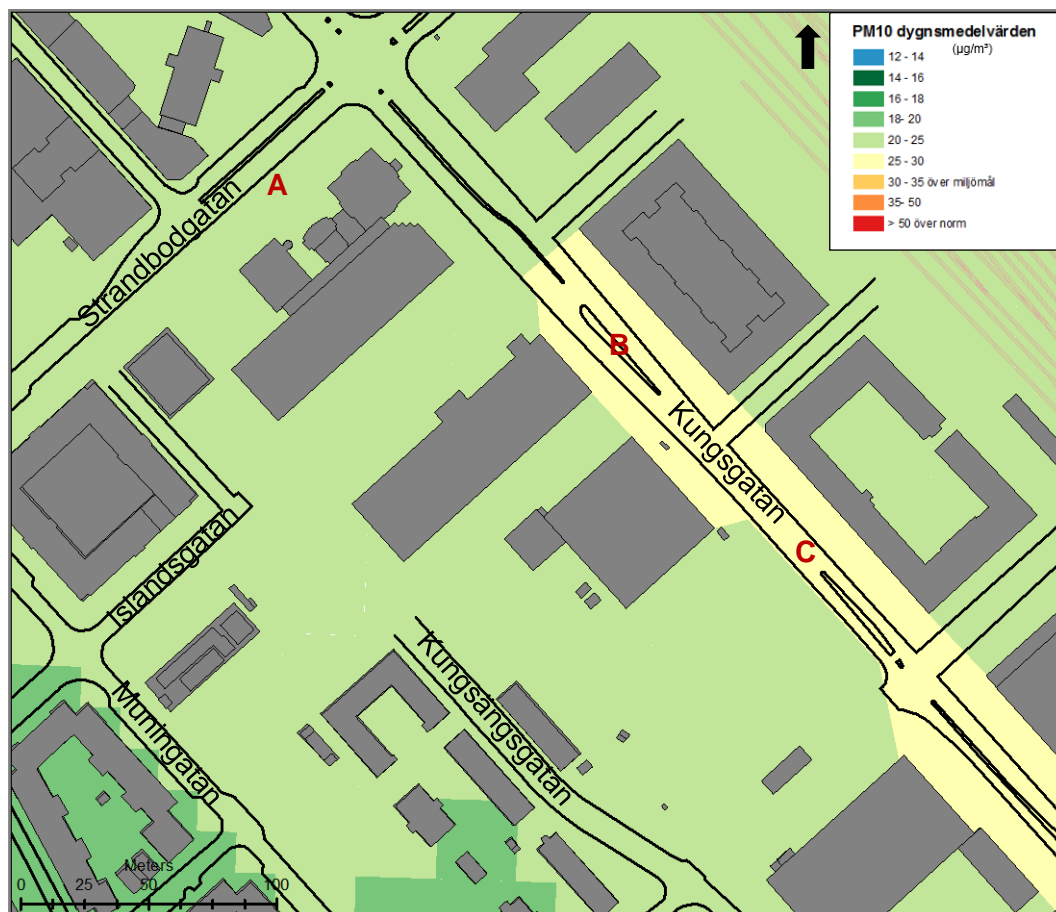 PM10 dygnsmedelvärden
(µg/m³)
12 - 14
14 - 16
16 - 18
18- 20
20 - 25
25 - 30
30 - 35 över miljömål
35- 50
> 50 över norm
A
Strandbodgatan
B
Kungsgatan
C
Islandsgatan
Muningatan
Kungsängsgatan
Meters
0 25 50 100